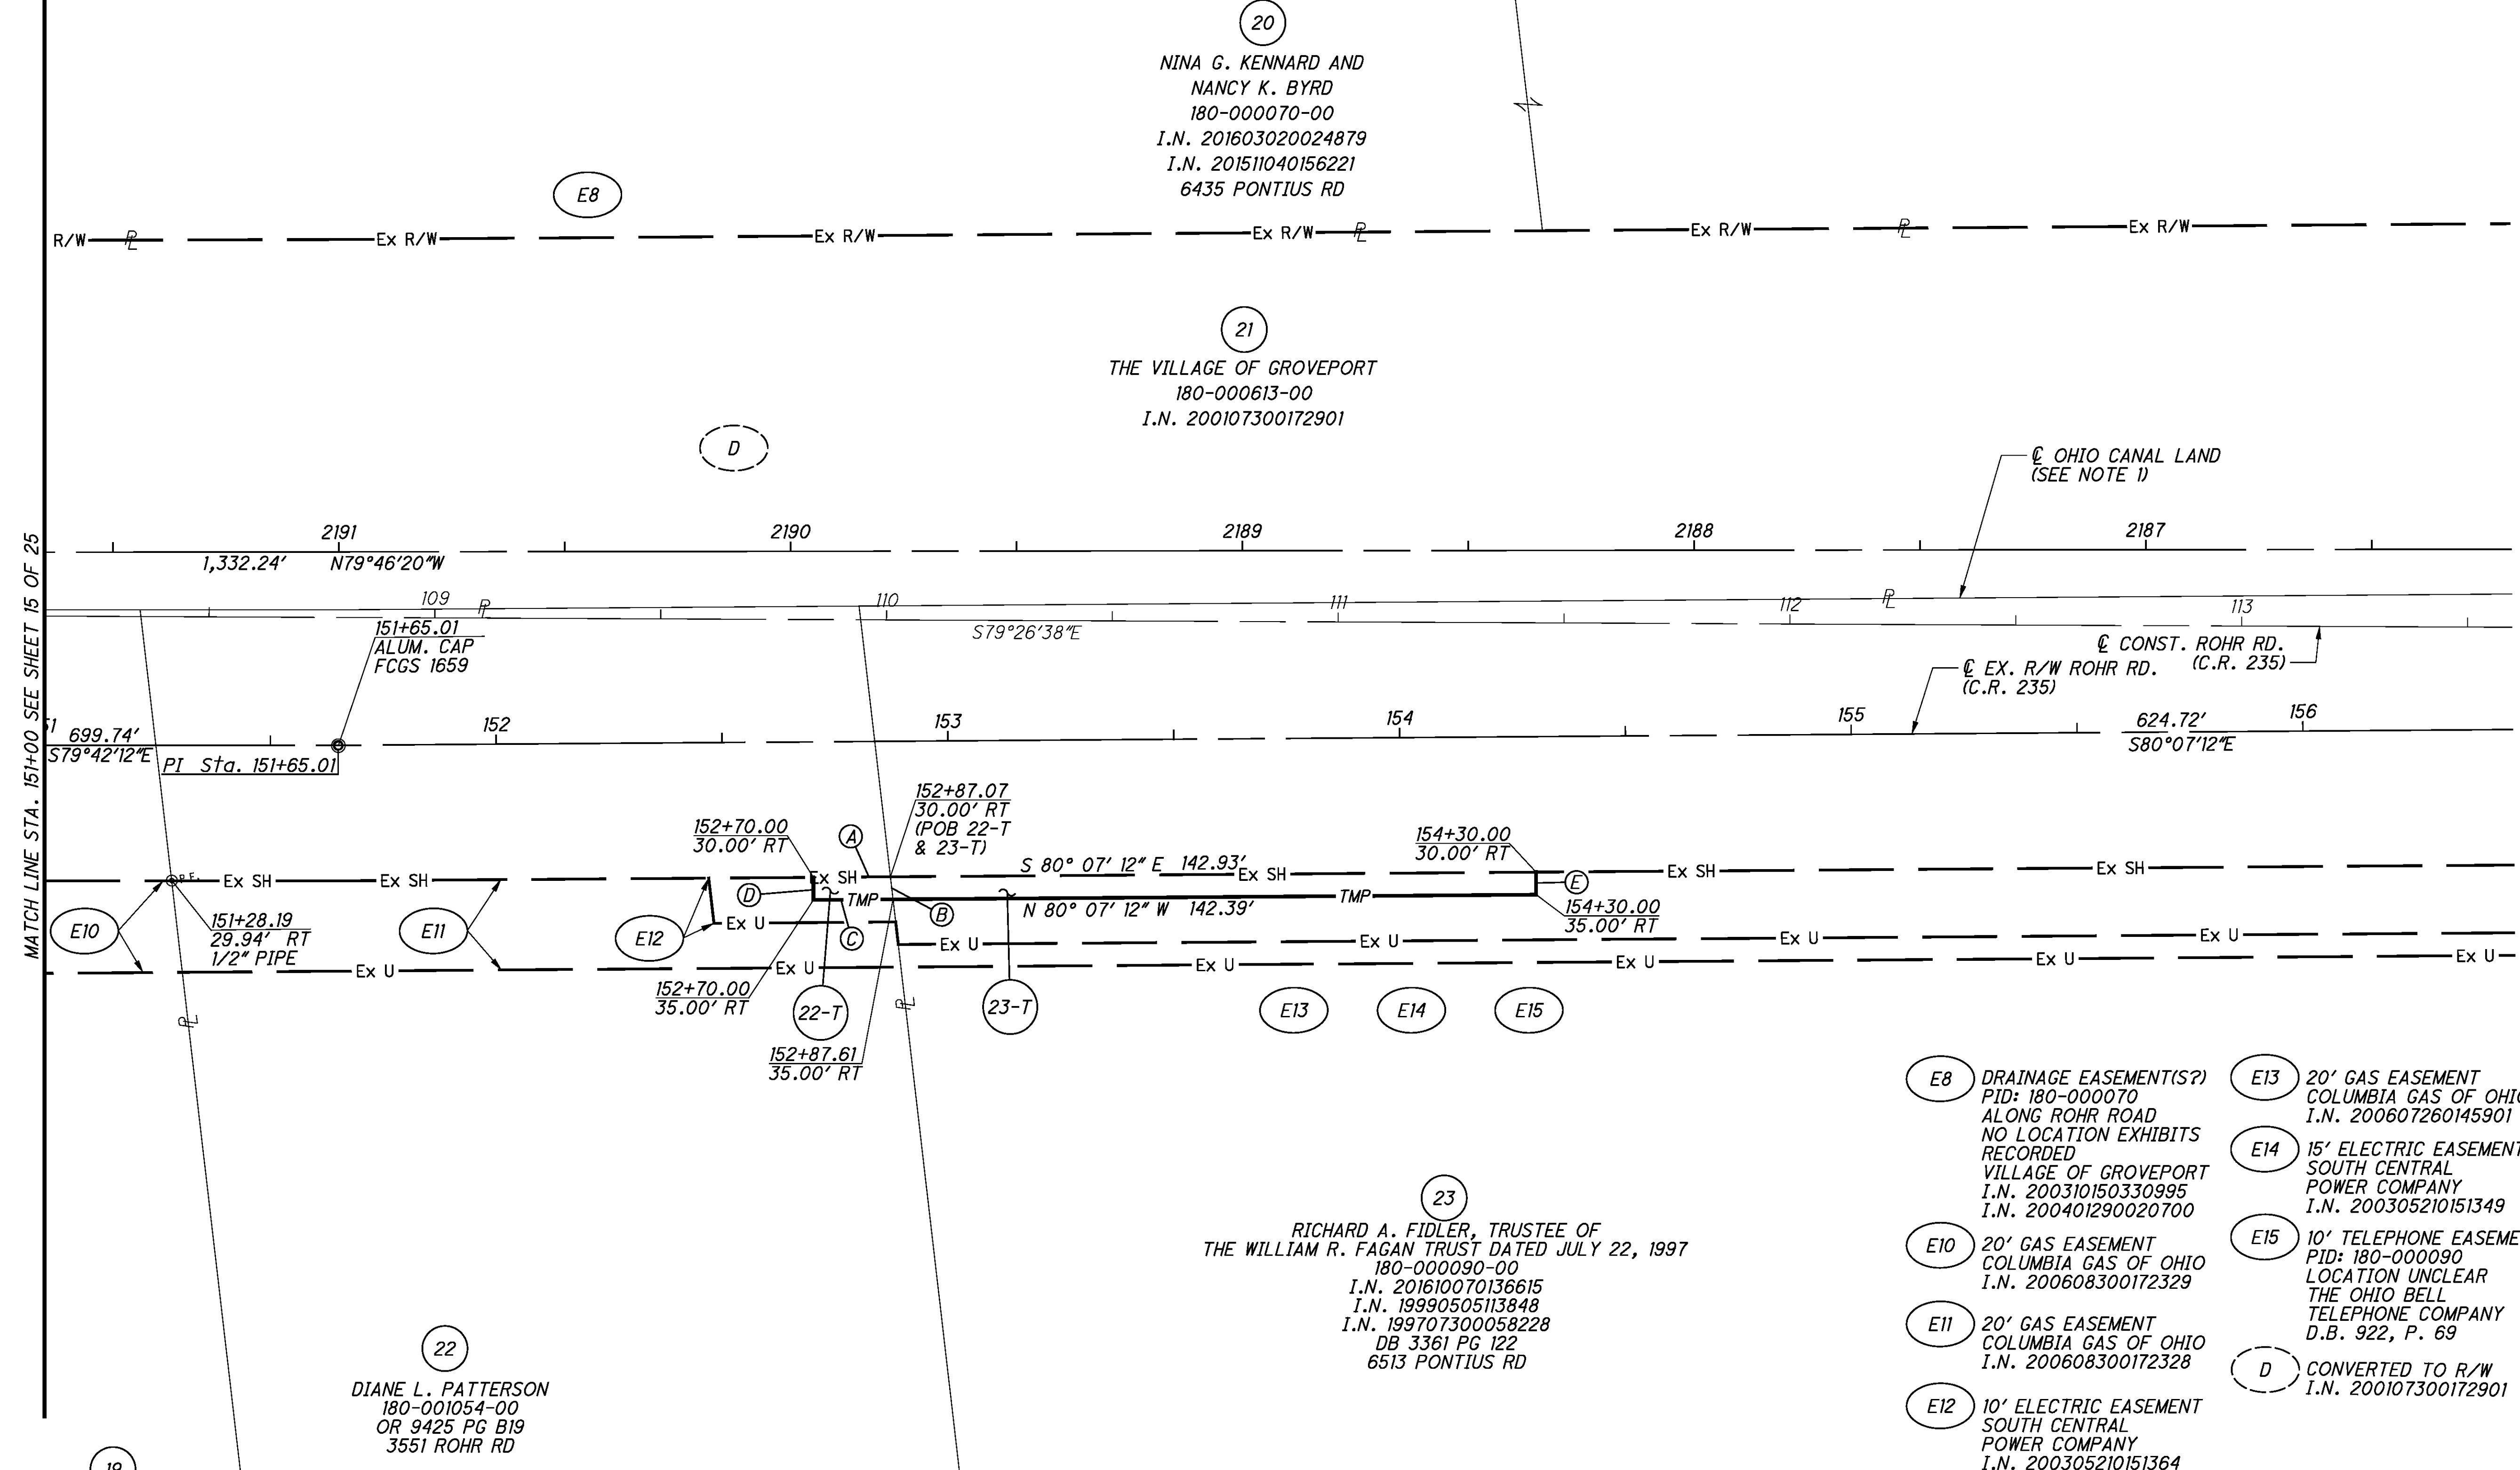 20
NINA G. KENNARD AND
NANCY K. BYRD
180-000070-00
I.N. 201603020024879
I.N. 201511040156221
6435 PONTIUS RD
E8
R/W
Ex R/W
Ex R/W
Ex R/W
Ex R/W
Ex R/W
21
THE VILLAGE OF GROVEPORT
180-000613-00
I.N. 200107300172901
D
℄ OHIO CANAL LAND
(SEE NOTE 1)
MATCH LINE STA. 151+00 SEE SHEET 15 OF 25
2191
2190
2189
2188
2187
1,332.24' N79°46'20"W
109
110
111
112
113
S79°26'38"E
151+65.01
ALUM. CAP
FCGS 1659
℄ CONST. ROHR RD.
(C.R. 235)
℄ EX. R/W ROHR RD.
(C.R. 235)
152
153
154
155
156
699.74'
S79°42'12"E
PI Sta. 151+65.01
624.72'
S80°07'12"E
152+87.07
30.00' RT
(POB 22-T
& 23-T)
152+70.00
30.00' RT
A
154+30.00
30.00' RT
S 80° 07' 12" E 142.93'
Ex SH
Ex SH
Ex SH
Ex SH
Ex SH
Ex SH
D
TMP
TMP
E
N 80° 07' 12" W 142.39'
B
C
154+30.00
35.00' RT
E10
151+28.19
29.94' RT
1/2" PIPE
E11
E12
Ex U
Ex U
Ex U
Ex U
Ex U
Ex U
Ex U
Ex U
Ex U
Ex U
Ex U
152+70.00
35.00' RT
22-T
23-T
E13
E14
E15
152+87.61
35.00' RT
E8
DRAINAGE EASEMENT(S?)
PID: 180-000070
ALONG ROHR ROAD
NO LOCATION EXHIBITS
RECORDED
VILLAGE OF GROVEPORT
I.N. 200310150330995
I.N. 200401290020700
E10
20' GAS EASEMENT
COLUMBIA GAS OF OHIO
I.N. 200608300172329
E11
20' GAS EASEMENT
COLUMBIA GAS OF OHIO
I.N. 200608300172328
E12
10' ELECTRIC EASEMENT
SOUTH CENTRAL
POWER COMPANY
I.N. 200305210151364
E13
20' GAS EASEMENT
COLUMBIA GAS OF OHIO
I.N. 200607260145901
E14
15' ELECTRIC EASEMENT
SOUTH CENTRAL
POWER COMPANY
I.N. 200305210151349
E15
10' TELEPHONE EASEME
PID: 180-000090
LOCATION UNCLEAR
THE OHIO BELL
TELEPHONE COMPANY
D.B. 922, P. 69
D
CONVERTED TO R/W
I.N. 200107300172901
23
RICHARD A. FIDLER, TRUSTEE OF
THE WILLIAM R. FAGAN TRUST DATED JULY 22, 1997
180-000090-00
I.N. 201610070136615
I.N. 19990505113848
I.N. 199707300058228
DB 3361 PG 122
6513 PONTIUS RD
22
DIANE L. PATTERSON
180-001054-00
OR 9425 PG B19
3551 ROHR RD
19